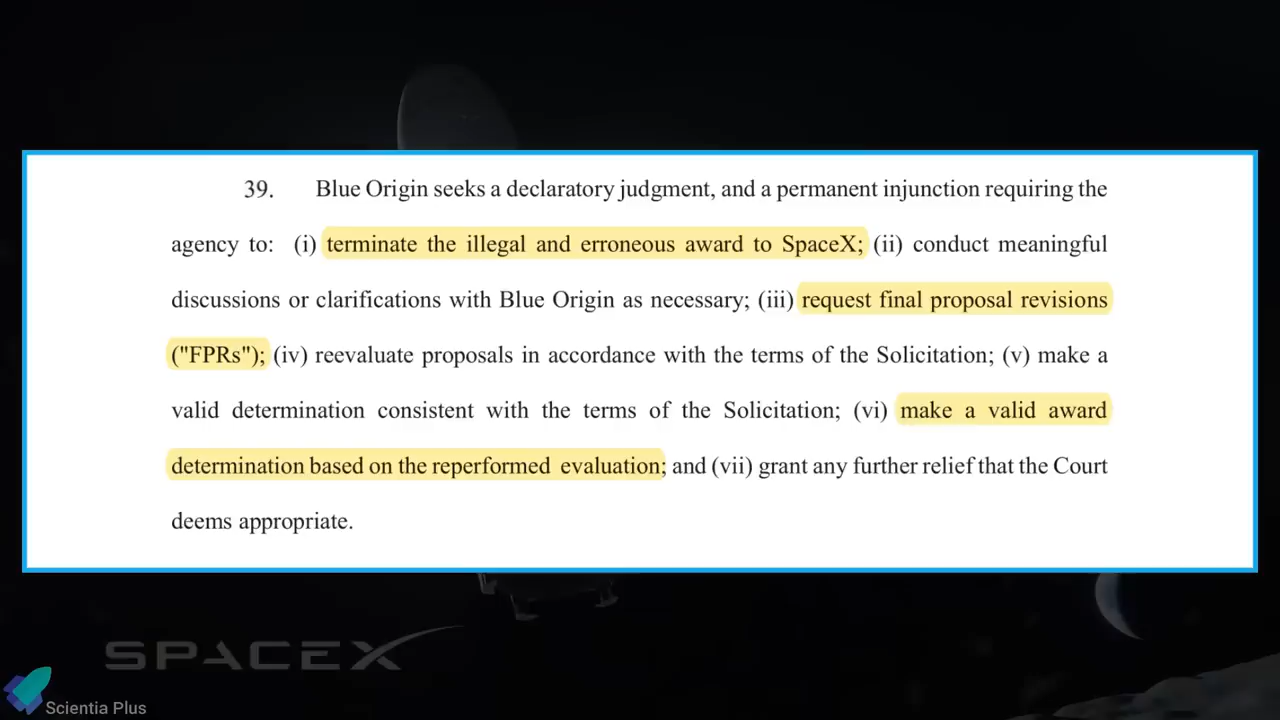 39. Blue Origin seeks a declaratory judgment, and a permanent injunction requiring the
agency to: (i) terminate the illegal and erroneous award to SpaceX; (ii) conduct meaningful
discussions or clarifications with Blue Origin as necessary; (iii) request final proposal revisions
("FPRs"); (iv) reevaluate proposals in accordance with the terms of the Solicitation; (v) make a
valid determination consistent with the terms of the Solicitation; (vi) make a valid award
determination based on the reperformed evaluation; and (vii) grant any further relief that the Court
deems appropriate.
SPACEX
Scientia Plus